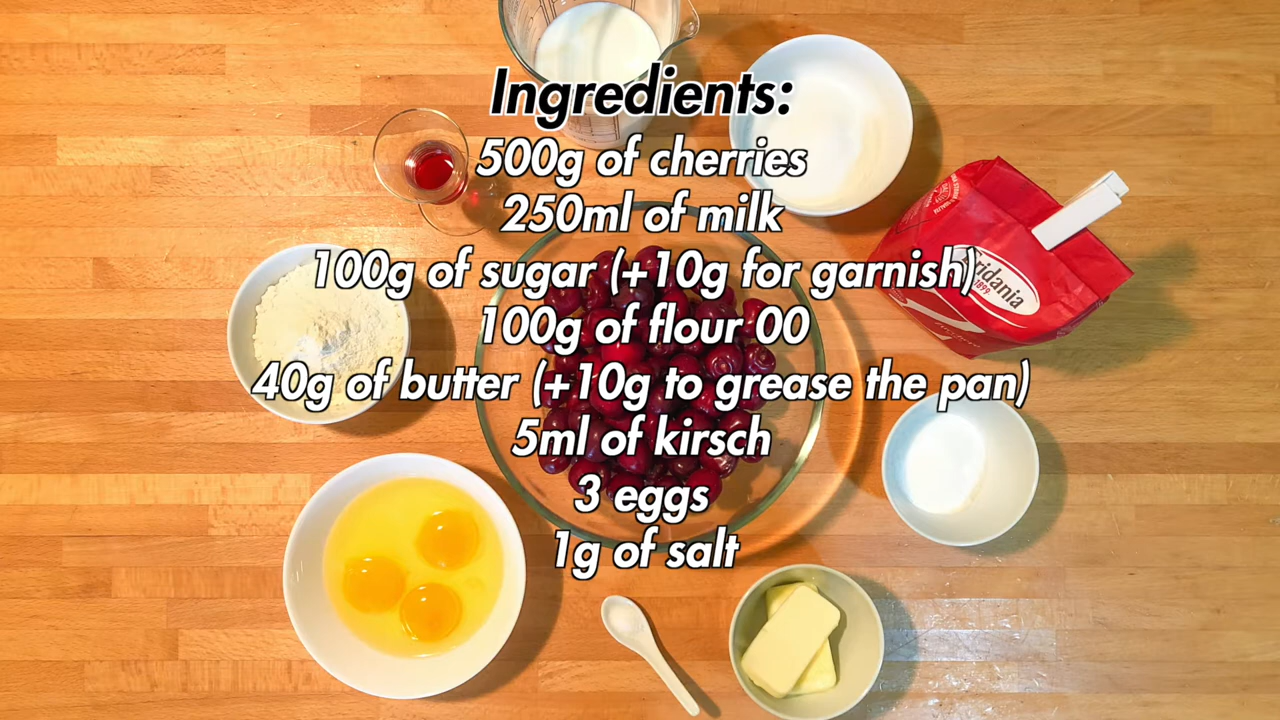 Ingredients:
500g of cherries
250ml of milk
100g of sugar (+10g for garnish)
100g of flour 00
40g of butter (+10g to grease the pan)
5ml of kirsch
3 eggs
1g of salt
1899